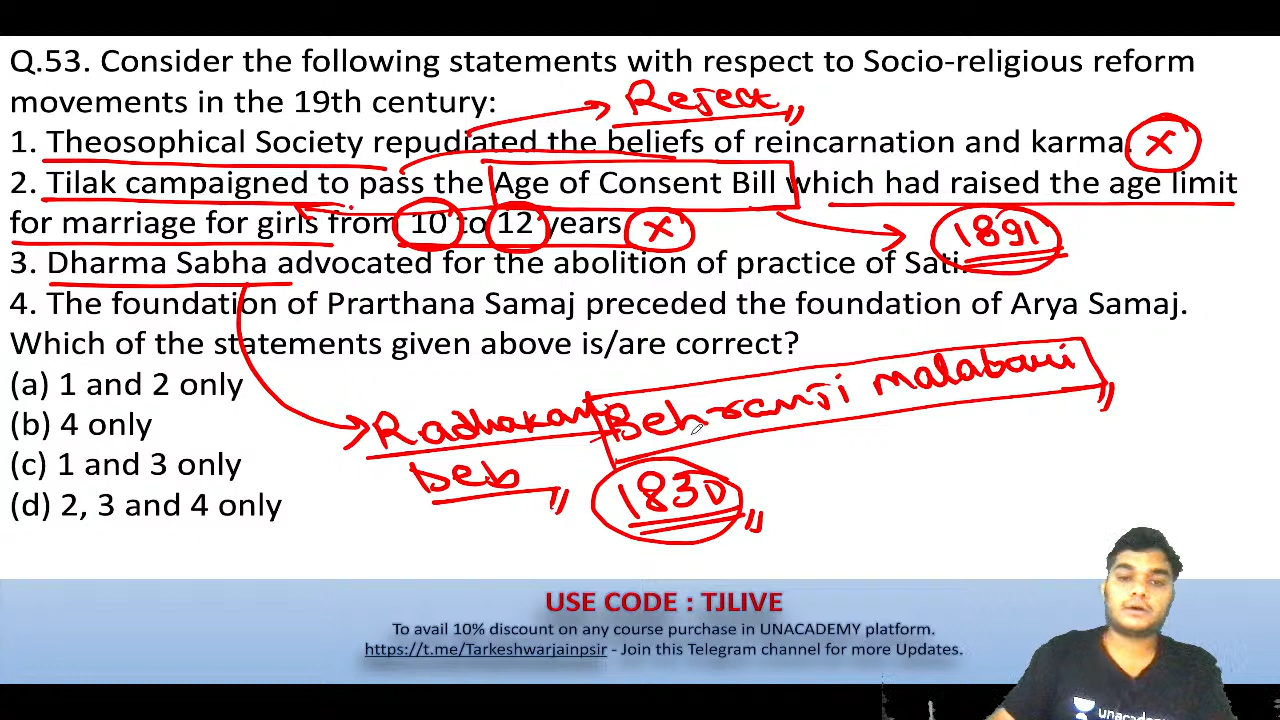 Q.53. Consider the following statements with respect to Socio-religious reform
movements in the 19th century:
Reject
1. Theosophical Society repudiated the beliefs of reincarnation and karma. X
2. Tilak campaigned to pass the Age of Consent Bill which had raised the age limit
for marriage for girls from 10 to 12 years X
1891
3. Dharma Sabha advocated for the abolition of practice of Sati.
4. The foundation of Prarthana Samaj preceded the foundation of Arya Samaj.
Which of the statements given above is/are correct?
(a) 1 and 2 only
Behramji malabari
(b) 4 only
Radhakant
Deb
(c) 1 and 3 only
1830
(d) 2, 3 and 4 only
USE CODE : TJLIVE
To avail 10% discount on any course purchase in UNACADEMY platform.
https://t.me/Tarkeshwarjainpsir - Join this Telegram channel for more Updates.